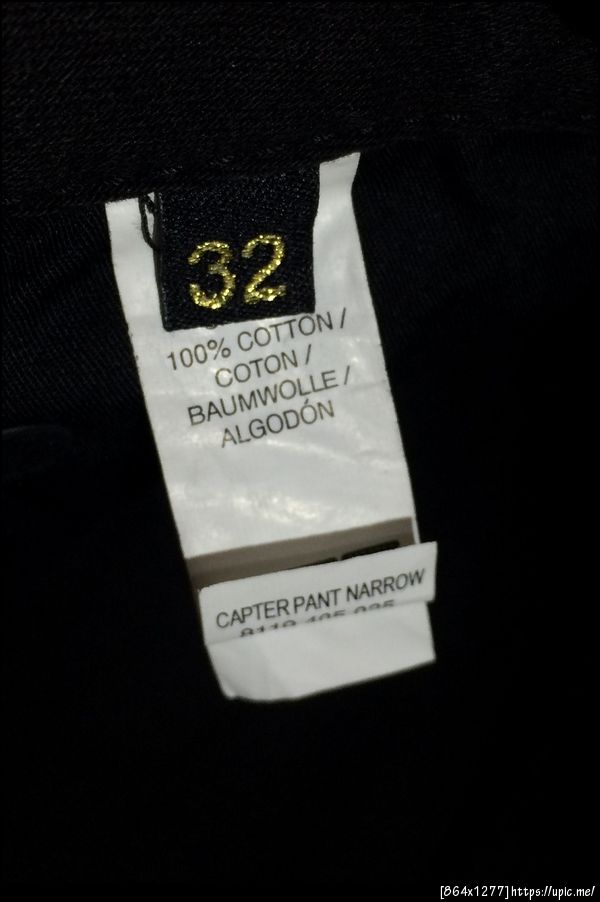 32
100% COTTON /
COTON /
BAUMWOLLE /
ALGODÓN
CAPTER PANT NARROW
[864x1277]https://upic.me/